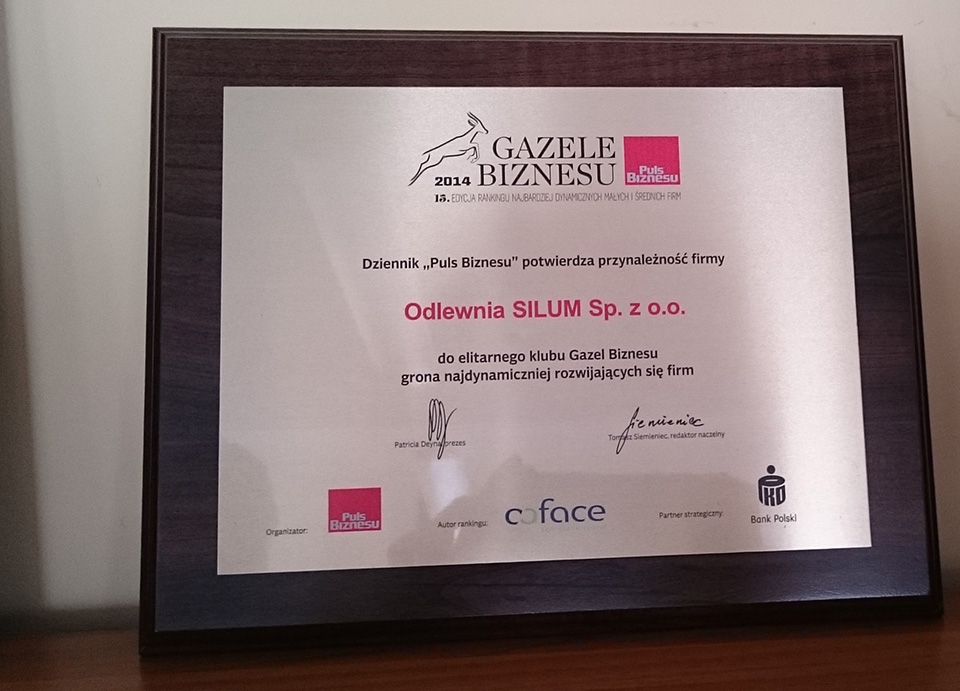 GAZELE
2014 BIZNESU
Puls
Biznesu
15. EDYCJA RANKINGU NAJBARDZIEJ DYNAMICZNYCH MAŁYCH I ŚREDNICH FIRM
Dziennik „Puls Biznesu” potwierdza przynależność firmy
Odlewnia SILUM Sp. z o.o.
do elitarnego klubu Gazel Biznesu
grona najdynamiczniej rozwijających się firm
Siemieniec
Patricia Deyna, prezes
Tomasz Siemieniec, redaktor naczelny
Organizator:
Puls
Biznesu
Autor rankingu:
coface
Partner strategiczny:
PKO
Bank Polski